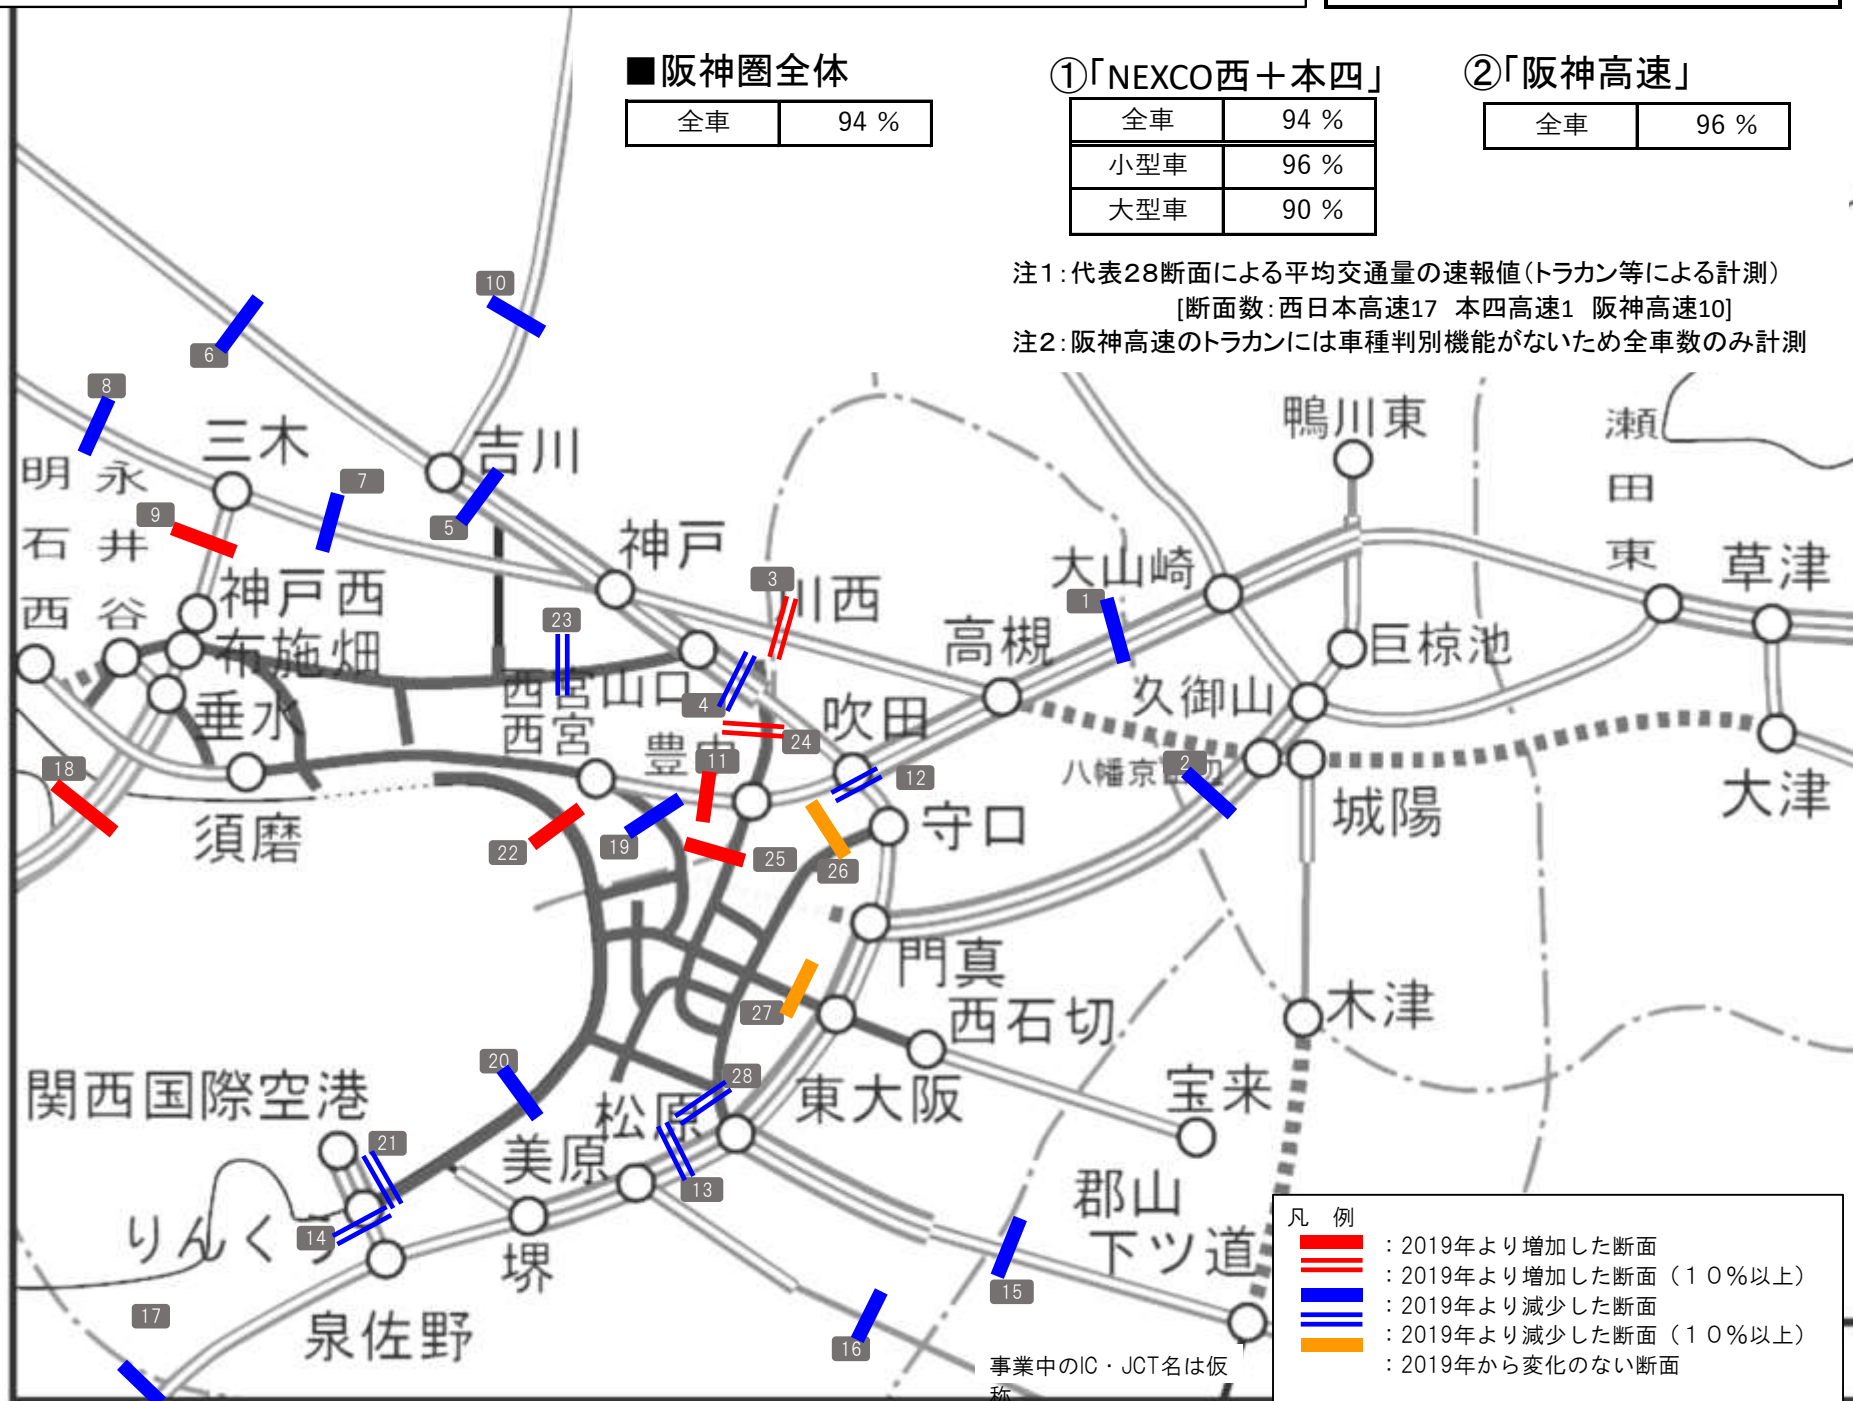 ■阪神圏全体
全車 94 %
①「NEXCO西＋本四」
全車 94 %
小型車 96 %
大型車 90 %
②「阪神高速」
全車 96 %
注１：代表２８断面による平均交通量の速報値（トラカン等による計測）
[断面数：西日本高速17 本四高速1 阪神高速10]
注２：阪神高速のトラカンには車種判別機能がないため全車数のみ計測
10
6
8
鴨川東
瀬田東
三木
吉川
明石西
永井谷
7
9
5
神戸
3
川西
大山崎
1
草津
神戸西
布施畑
23
高槻
巨椋池
西宮山口
西宮
4
久御山
垂水
吹田
24
豊中
11
12
八幡京田辺
2
18
大津
城陽
須磨
22
19
25
26
守口
門真
27
西石切
木津
20
28
関西国際空港
松原
東大阪
宝来
21
美原
13
郡山下ツ道
14
りんくう
堺
15
17
泉佐野
16
事業中のIC・JCT名は仮
称
凡 例
：2019年より増加した断面
：2019年より増加した断面（１０％以上）
：2019年より減少した断面
：2019年より減少した断面（１０％以上）
：2019年から変化のない断面